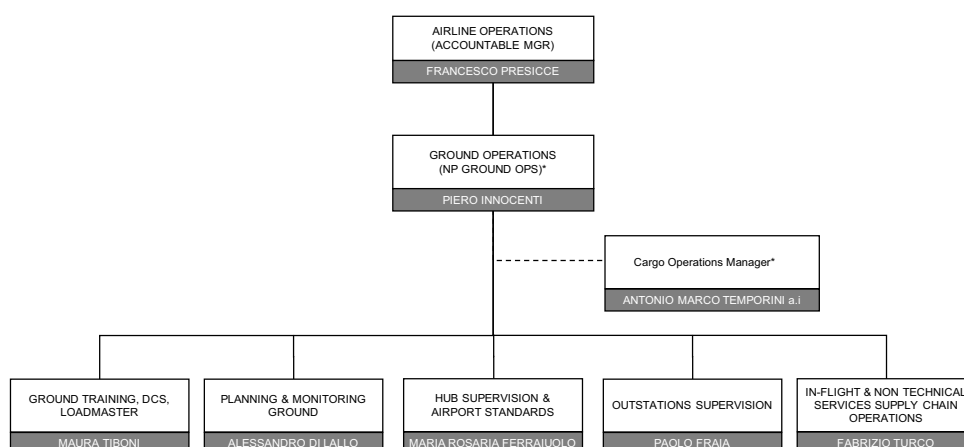 AIRLINE OPERATIONS
(ACCOUNTABLE MGR)
FRANCESCO PRESICCE
GROUND OPERATIONS
(NP GROUND OPS)*
PIERO INNOCENTI
Cargo Operations Manager*
ANTONIO MARCO TEMPORINI a.i
GROUND TRAINING, DCS,
LOADMASTER
MAURA TIBONI
PLANNING & MONITORING
GROUND
ALESSANDRO DI LALLO
HUB SUPERVISION &
AIRPORT STANDARDS
MARIA ROSARIA FERRAIUOLO
OUTSTATIONS SUPERVISION
PAOLO FRAIA
IN-FLIGHT & NON TECHNICAL
SERVICES SUPPLY CHAIN
OPERATIONS
FABRIZIO TURCO